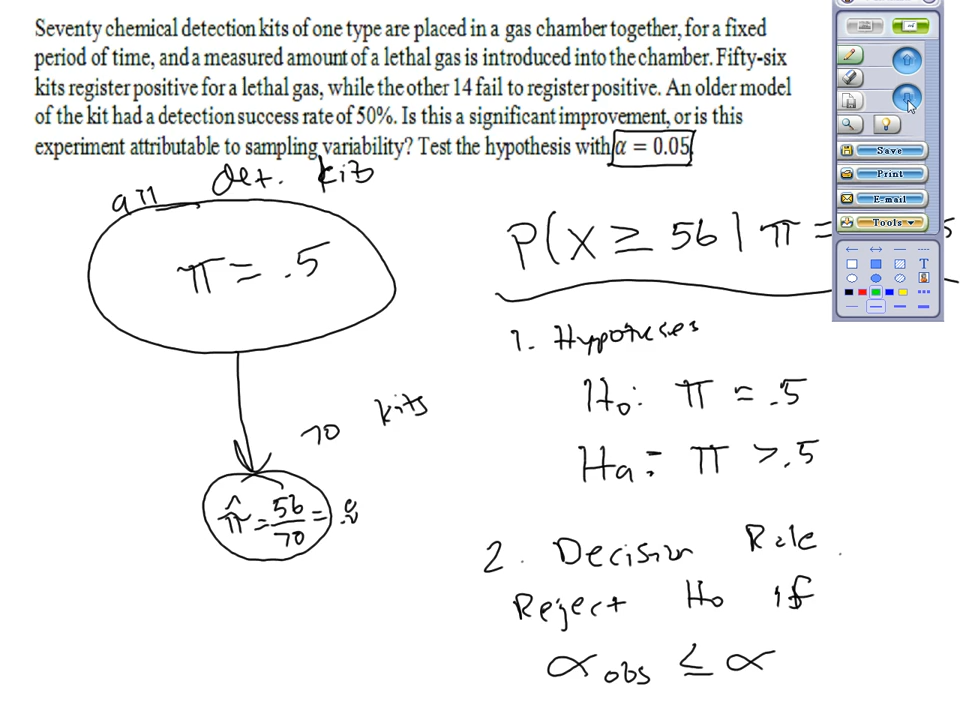 Seventy chemical detection kits of one type are placed in a gas chamber together, for a fixed
period of time, and a measured amount of a lethal gas is introduced into the chamber. Fifty-six
kits register positive for a lethal gas, while the other 14 fail to register positive. An older model
of the kit had a detection success rate of 50%. Is this a significant improvement, or is this
experiment attributable to sampling variability? Test the hypothesis with α = 0.05.
all det. kits
π = .5
70 kits
π̂ = 56/70 =
P(X ≥ 56 | π =
1. Hypotheses
H₀: π = .5
Ha: π > .5
2. Decision Rule
Reject H₀ if
α obs ≤ α
Save
Print
E-mail
Tools
T